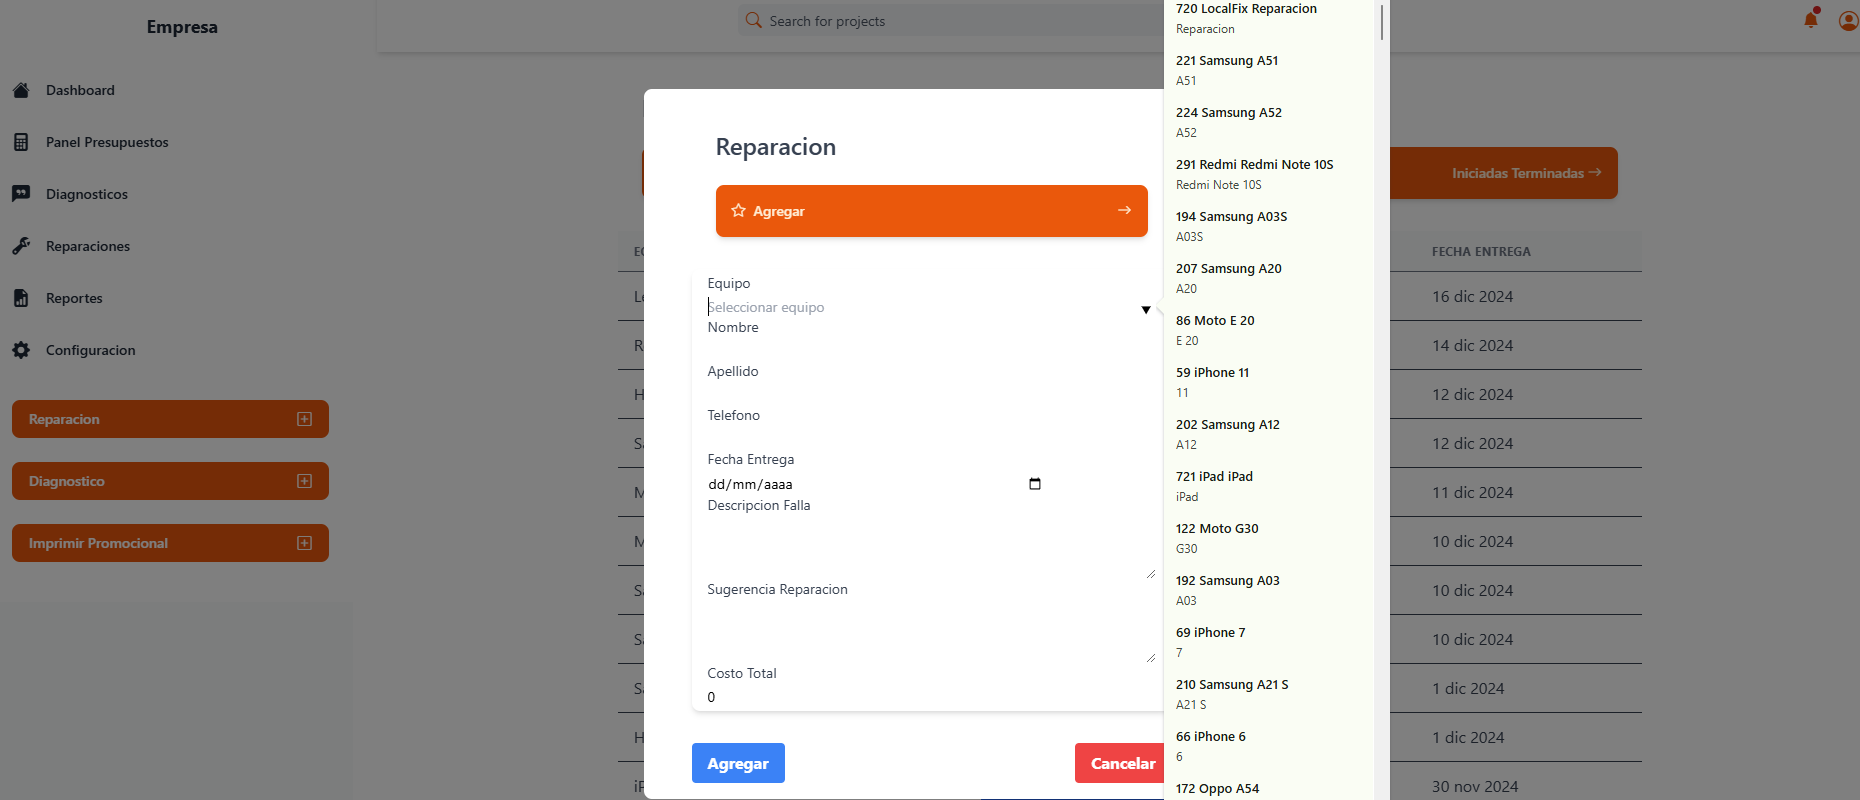 Empresa
Dashboard
Panel Presupuestos
Diagnosticos
Reparaciones
Reportes
Configuracion
Reparacion
Diagnostico
Imprimir Promocional
Search for projects
Iniciadas Terminadas
FECHA ENTREGA
16 dic 2024
14 dic 2024
12 dic 2024
12 dic 2024
11 dic 2024
10 dic 2024
10 dic 2024
10 dic 2024
1 dic 2024
1 dic 2024
30 nov 2024
Reparacion
Agregar
Equipo
Seleccionar equipo
Nombre
Apellido
Telefono
Fecha Entrega
dd/mm/aaaa
Descripcion Falla
Sugerencia Reparacion
Costo Total
0
Agregar
Cancelar
720 LocalFix Reparacion
Reparacion
221 Samsung A51
A51
224 Samsung A52
A52
291 Redmi Redmi Note 10S
Redmi Note 10S
194 Samsung A03S
A03S
207 Samsung A20
A20
86 Moto E 20
E 20
59 iPhone 11
11
202 Samsung A12
A12
721 iPad iPad
iPad
122 Moto G30
G30
192 Samsung A03
A03
69 iPhone 7
7
210 Samsung A21 S
A21 S
66 iPhone 6
6
172 Oppo A54